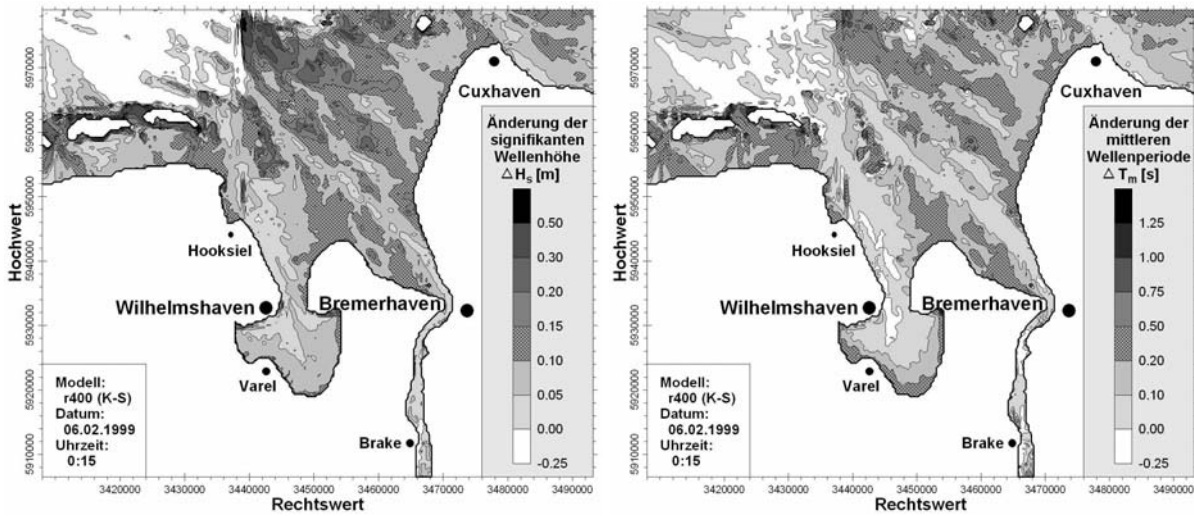 5970000
5960000
5950000
5940000
5930000
5920000
5910000
Hochwert
Cuxhaven
Hooksiel
Wilhelmshaven
Bremerhaven
Varel
Brake
Änderung der
signifikanten
Wellenhöhe
△ Hs [m]
0.50
0.30
0.20
0.15
0.10
0.05
0.00
-0.25
Modell:
r400 (K-S)
Datum:
06.02.1999
Uhrzeit:
0:15
3420000 3430000 3440000 3450000 3460000 3470000 3480000 3490000
Rechtswert
5970000
5960000
5950000
5940000
5930000
5920000
5910000
Hochwert
Cuxhaven
Hooksiel
Wilhelmshaven
Bremerhaven
Varel
Brake
Änderung der
mittleren
Wellenperiode
△ Tm [s]
1.25
1.00
0.75
0.50
0.20
0.10
0.00
-0.25
Modell:
r400 (K-S)
Datum:
06.02.1999
Uhrzeit:
0:15
3420000 3430000 3440000 3450000 3460000 3470000 3480000 3490000
Rechtswert